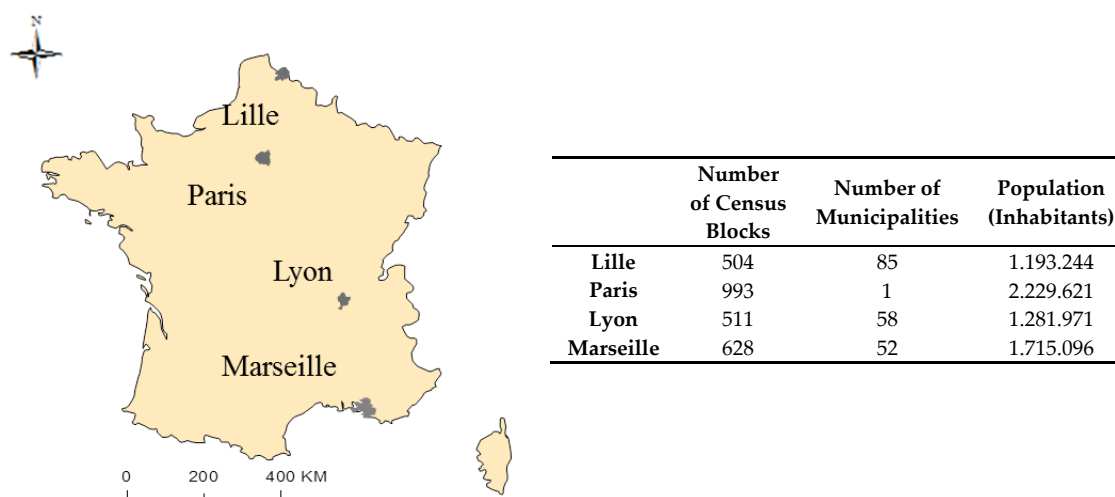 N
Lille
Paris
Lyon
Marseille
0 200 400 KM
Number of Census Blocks Number of Municipalities Population (Inhabitants)
Lille 504 85 1.193.244
Paris 993 1 2.229.621
Lyon 511 58 1.281.971
Marseille 628 52 1.715.096